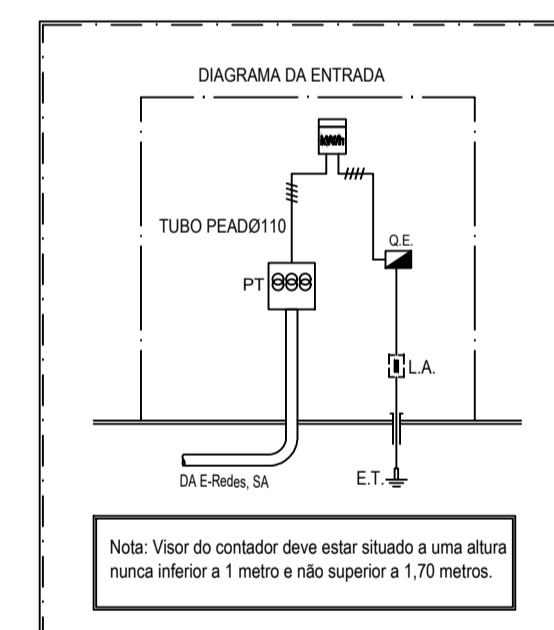 DIAGRAMA DA ENTRADA
kWh
TUBO PEADØ110
Q.E.
PT
L.A.
DA E-Redes, SA
E.T.
Nota: Visor do contador deve estar situado a uma altura
nunca inferior a 1 metro e não superior a 1,70 metros.